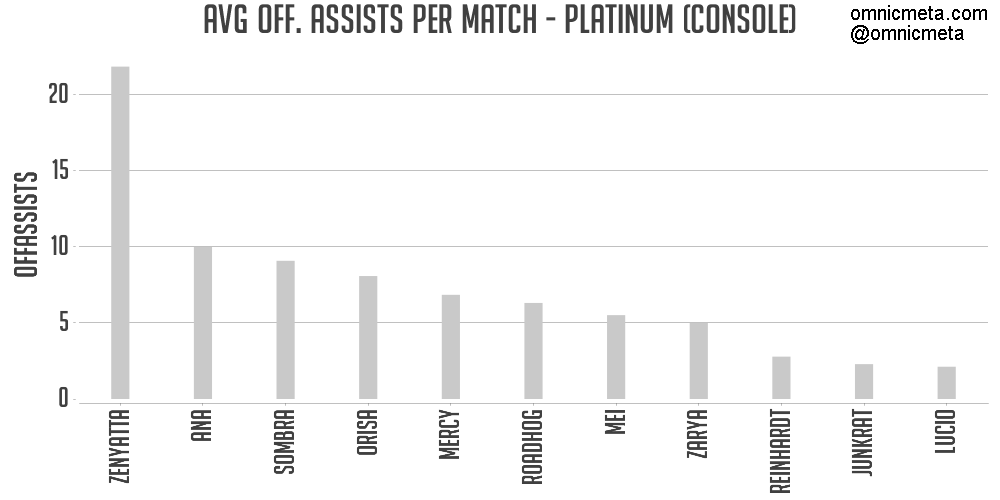 AVG OFF. ASSISTS PER MATCH - PLATINUM (CONSOLE)
omnicmeta.com
@omnicmeta
OFFASSISTS
20
15
10
5
0
ZENYATTA
ANA
SOMBRA
ORISA
MERCY
ROADHOG
MEI
ZARYA
REINHARDT
JUNKRAT
LUCIO